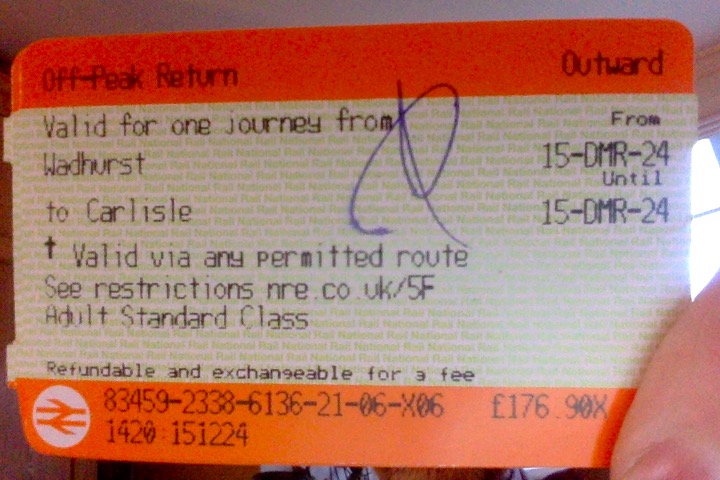 Off-Peak Return Outward
Valid for one journey from From
Wadhurst 15-DMR-24
Until
to Carlisle 15-DMR-24
† Valid via any permitted route
See restrictions nre.co.uk/5F
Adult Standard Class
Refundable and exchangeable for a fee
83459-2338-6136-21-06-X06 £176.90X
1420 151224